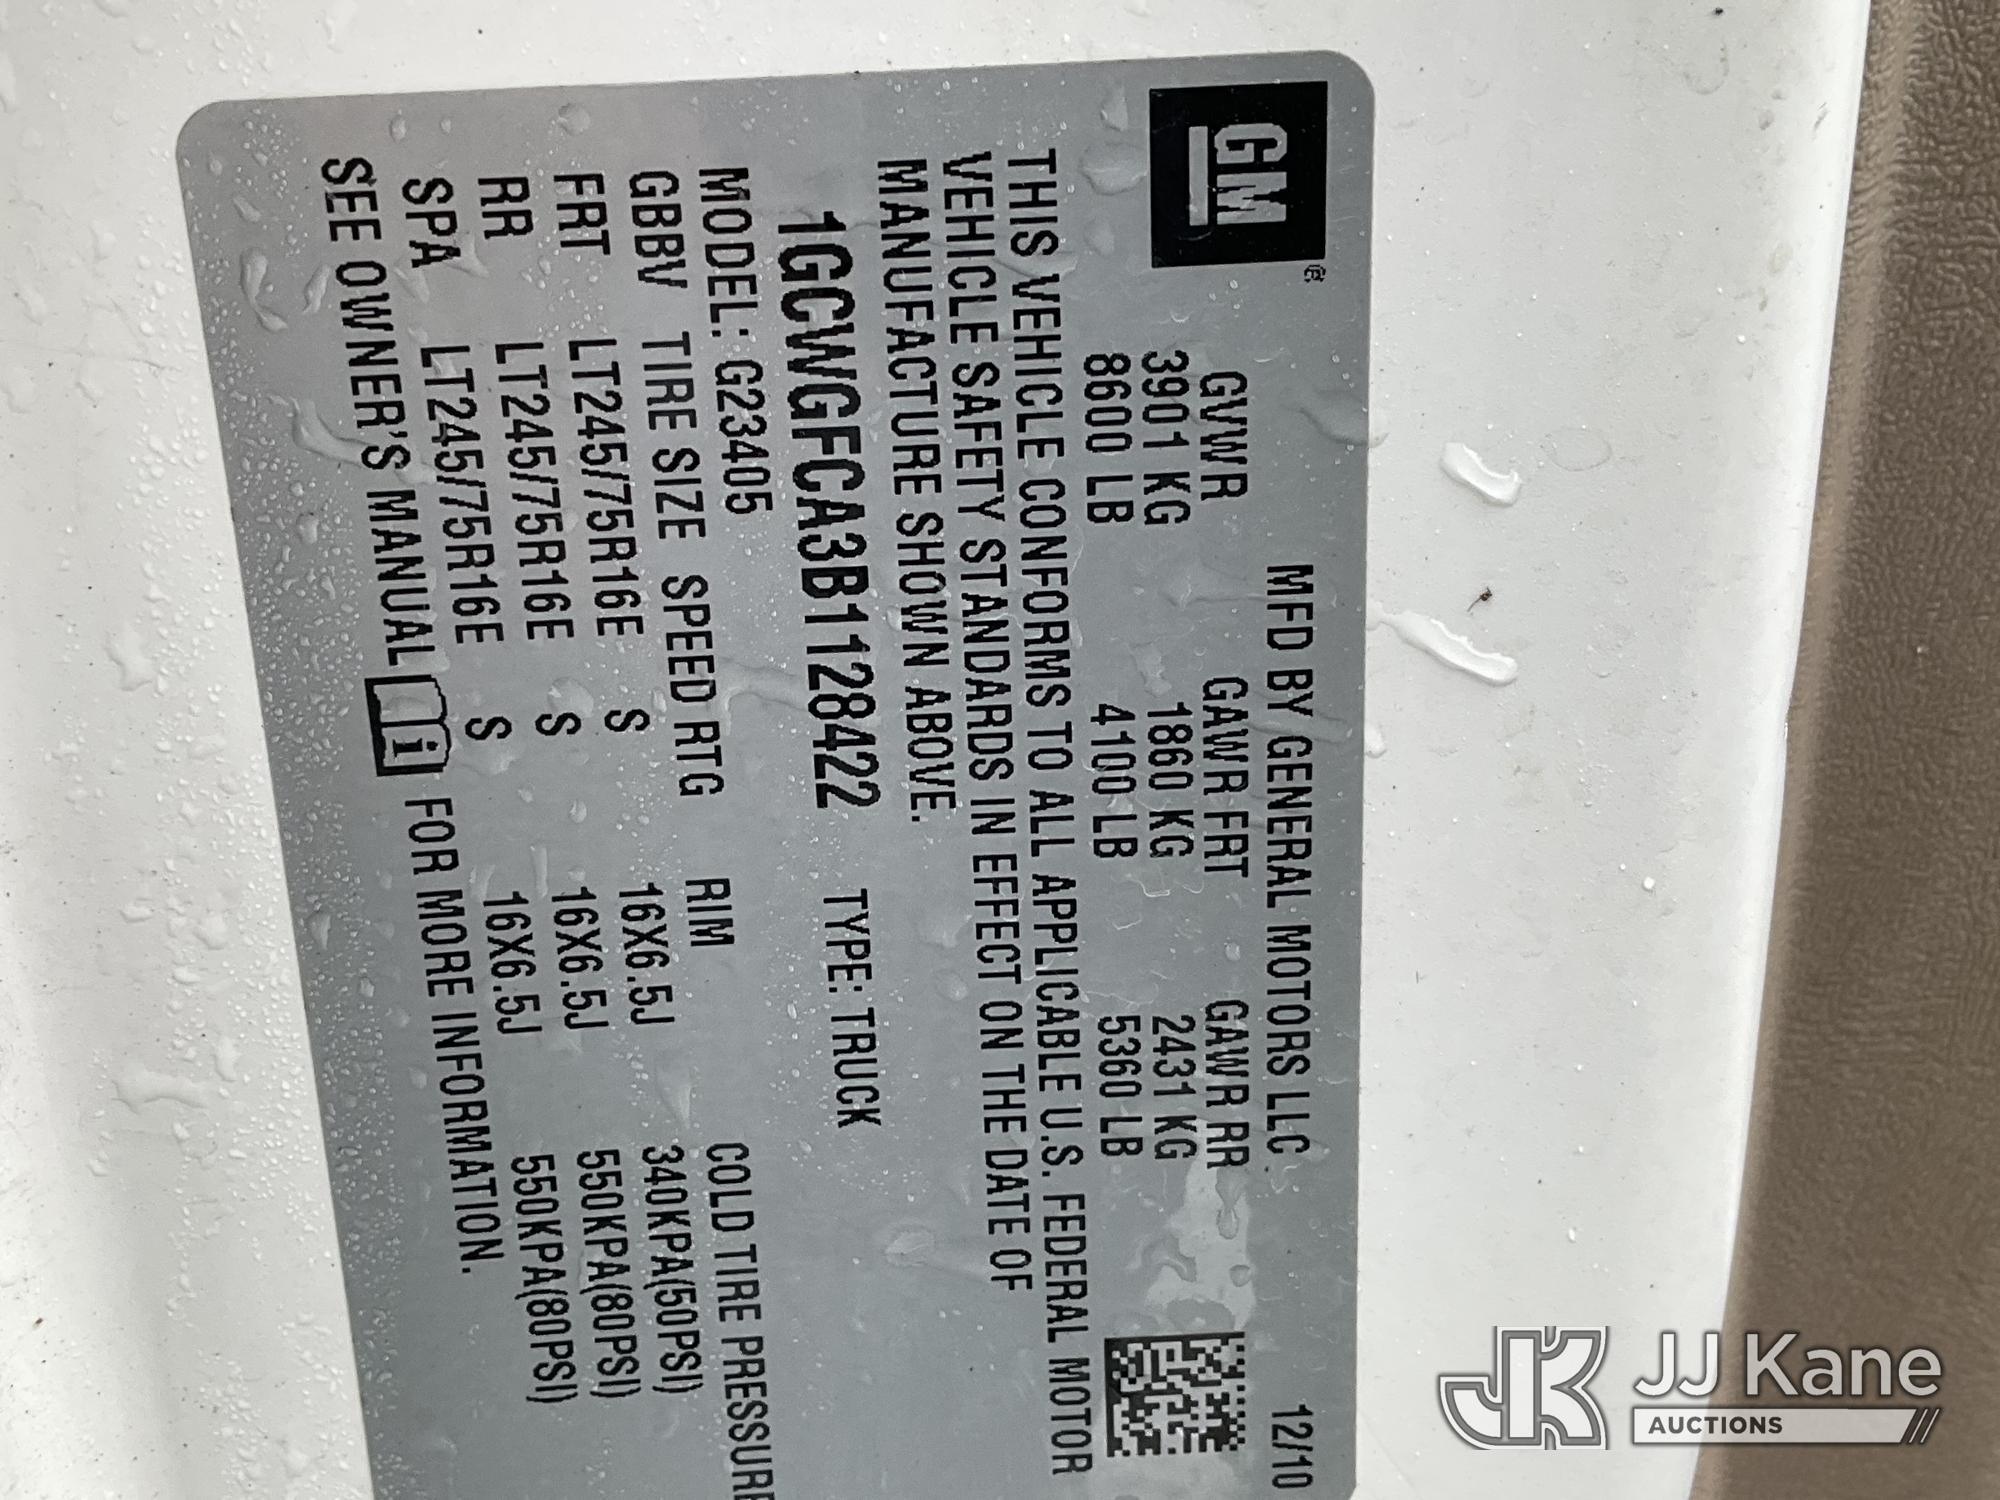 GM®
MFD BY GENERAL MOTORS LLC 12/10
GVWR GAWR FRT GAWR RR
3901 KG 1860 KG 2431 KG
8600 LB 4100 LB 5360 LB
THIS VEHICLE CONFORMS TO ALL APPLICABLE U.S. FEDERAL MOTOR
VEHICLE SAFETY STANDARDS IN EFFECT ON THE DATE OF
MANUFACTURE SHOWN ABOVE.
1GCWGFCA3B1128422 TYPE: TRUCK
MODEL: G23405
GBBV TIRE SIZE SPEED RTG RIM COLD TIRE PRESSURE
FRT LT245/75R16E S 16X6.5J 340KPA(50PSI)
RR LT245/75R16E S 16X6.5J 550KPA(80PSI)
SPA LT245/75R16E S 16X6.5J 550KPA(80PSI)
SEE OWNER'S MANUAL i FOR MORE INFORMATION.
JK JJ Kane
AUCTIONS